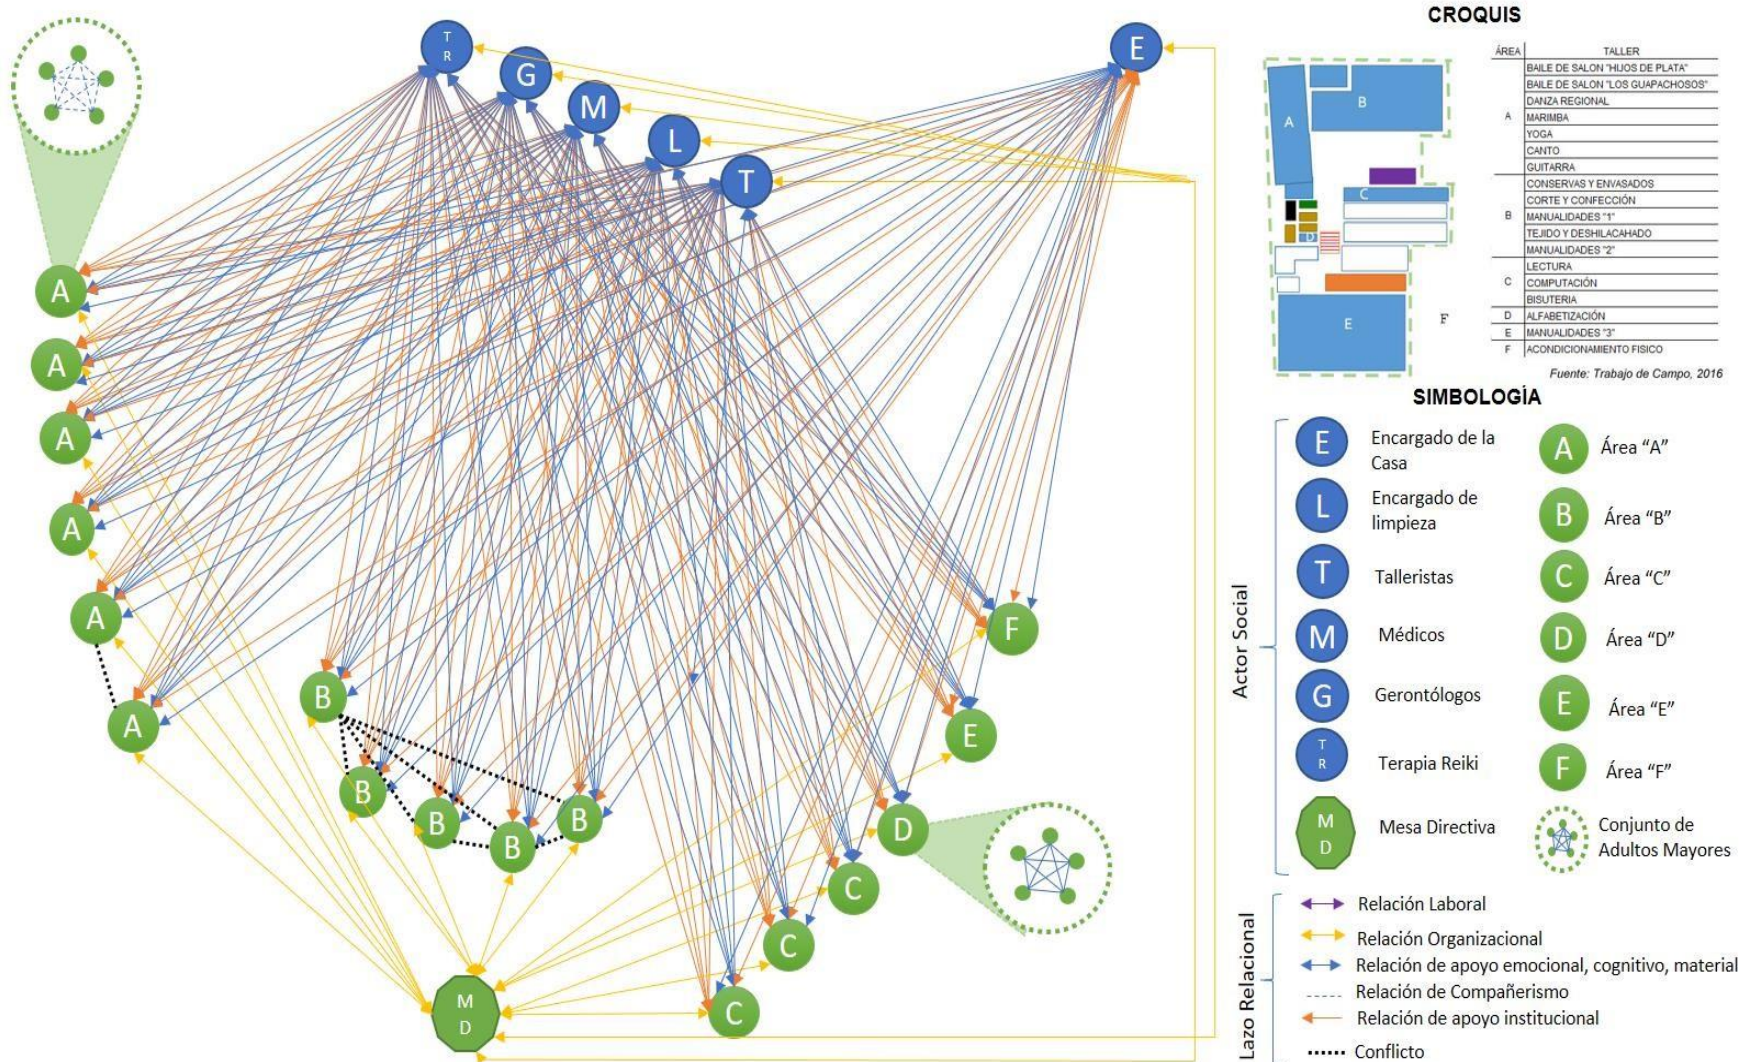 T
R
G
M
L
T
E
A
A
A
A
A
A
B
B
B
B
B
C
C
C
D
E
F
M
D
CROQUIS
A
B
C
D
E
F
ÁREA TALLER
BAILE DE SALON "HIJOS DE PLATA"
BAILE DE SALON "LOS GUAPACHOSOS"
DANZA REGIONAL
A MARIMBA
YOGA
CANTO
GUITARRA
CONSERVAS Y ENVASADOS
CORTE Y CONFECCIÓN
B MANUALIDADES "1"
TEJIDO Y DESHILACAHADO
MANUALIDADES "2"
LECTURA
C COMPUTACIÓN
BISUTERIA
D ALFABETIZACIÓN
E MANUALIDADES "3"
F ACONDICIONAMIENTO FISICO
Fuente: Trabajo de Campo, 2016
SIMBOLOGÍA
Actor Social
E Encargado de la
Casa
L Encargado de
limpieza
T Talleristas
M Médicos
G Gerontólogos
T
R Terapia Reiki
M
D Mesa Directiva
A Área “A”
B Área “B”
C Área “C”
D Área “D”
E Área “E”
F Área “F”
Conjunto de
Adultos Mayores
Lazo Relacional
Relación Laboral
Relación Organizacional
Relación de apoyo emocional, cognitivo, material
Relación de Compañerismo
Relación de apoyo institucional
Conflicto